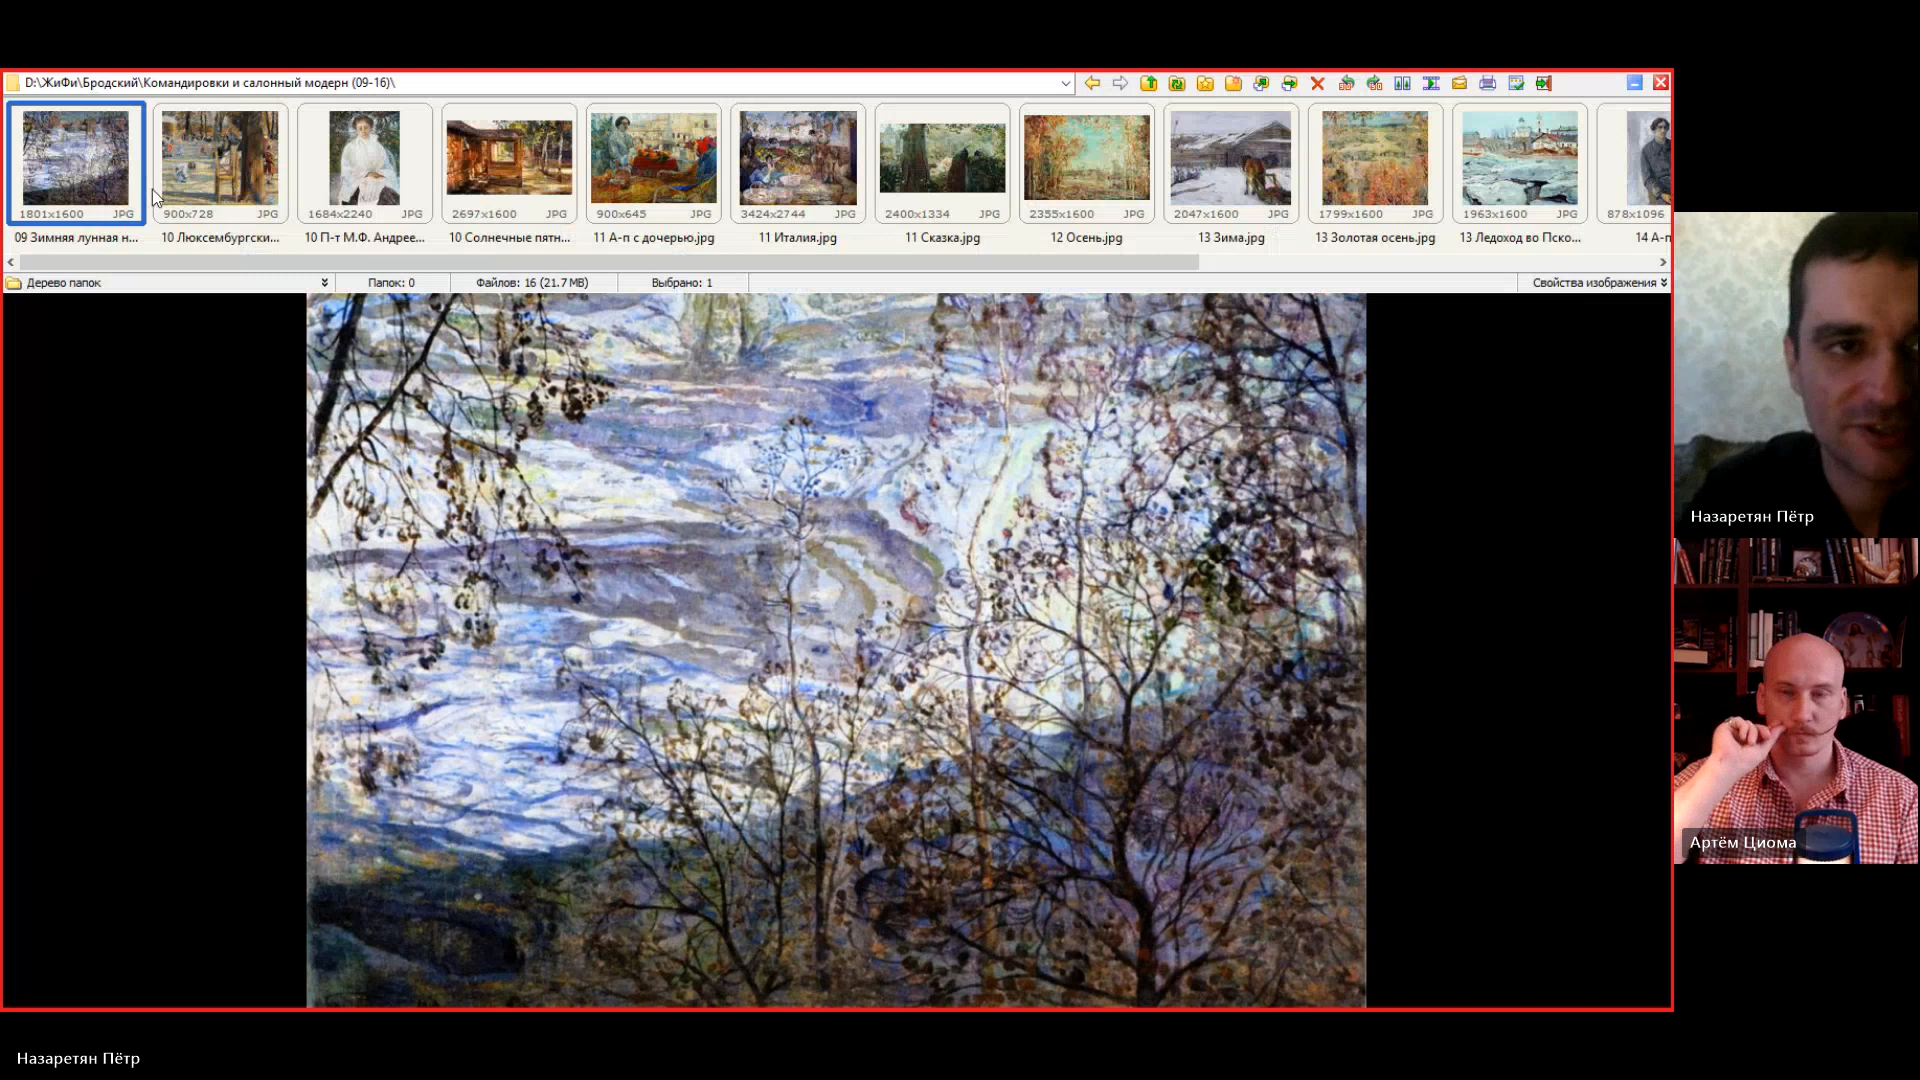 D:\ЖиФи\Бродский\Командировки и салонный модерн (09-16)\
1801x1600 JPG
900x728 JPG
1684x2240 JPG
2697x1600 JPG
900x645 JPG
3424x2744 JPG
2400x1334 JPG
2355x1600 JPG
2047x1600 JPG
1799x1600 JPG
1963x1600 JPG
878x1096
09 Зимняя лунная н...
10 Люксембургски...
10 П-т М.Ф. Андрее...
10 Солнечные пятн...
11 А-п с дочерью.jpg
11 Италия.jpg
11 Сказка.jpg
12 Осень.jpg
13 Зима.jpg
13 Золотая осень.jpg
13 Ледоход во Пско...
14 А-п
Дерево папок
Папок: 0
Файлов: 16 (21.7 MB)
Выбрано: 1
Свойства изображения
Назаретян Пётр
Артём Циома
Назаретян Пётр